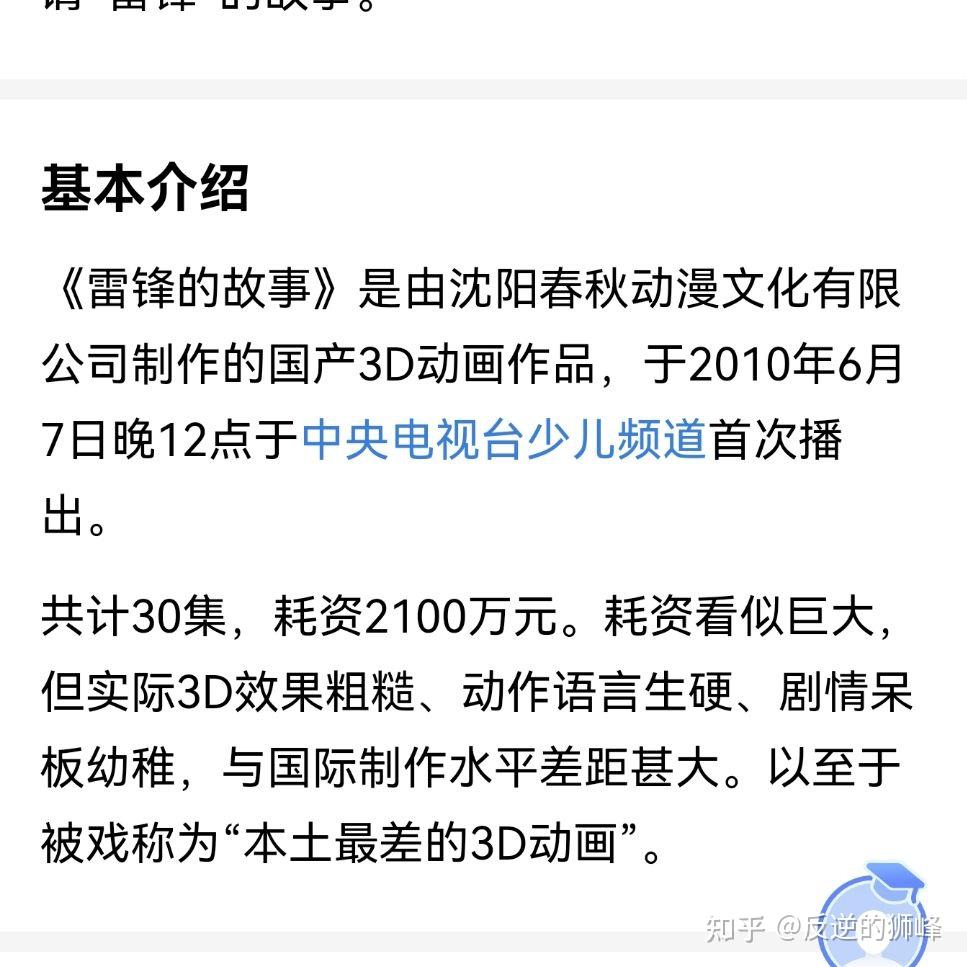 请“雷锋”的故事。
基本介绍
《雷锋的故事》是由沈阳春秋动漫文化有限
公司制作的国产3D动画作品，于2010年6月
7日晚12点于中央电视台少儿频道首次播
出。
共计30集，耗资2100万元。耗资看似巨大，
但实际3D效果粗糙、动作语言生硬、剧情呆
板幼稚，与国际制作水平差距甚大。以至于
被戏称为“本土最差的3D动画”。
知乎 @反逆的狮峰